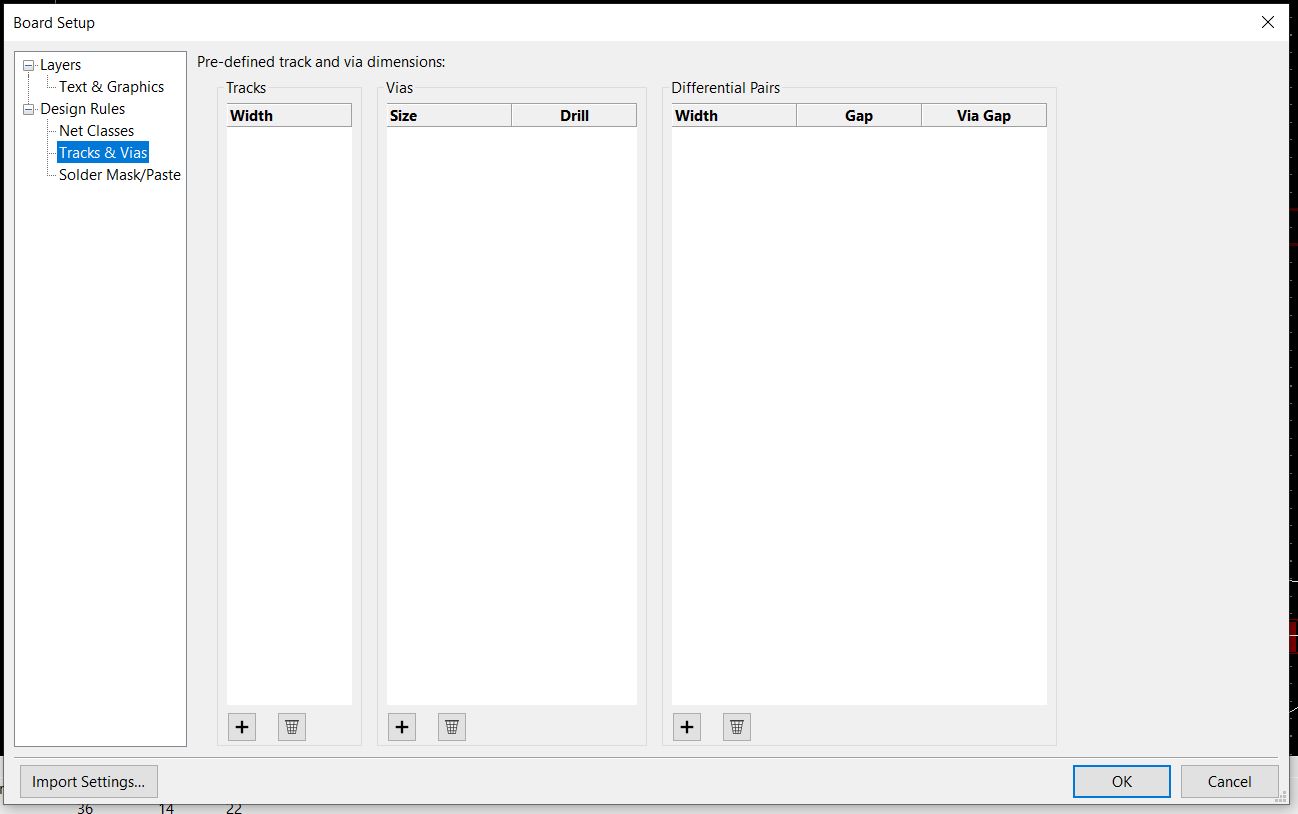 Board Setup
Layers
Text & Graphics
Design Rules
Net Classes
Tracks & Vias
Solder Mask/Paste
Pre-defined track and via dimensions:
Tracks
Width
Vias
Size Drill
Differential Pairs
Width Gap Via Gap
Import Settings...
OK
Cancel
36 14 22